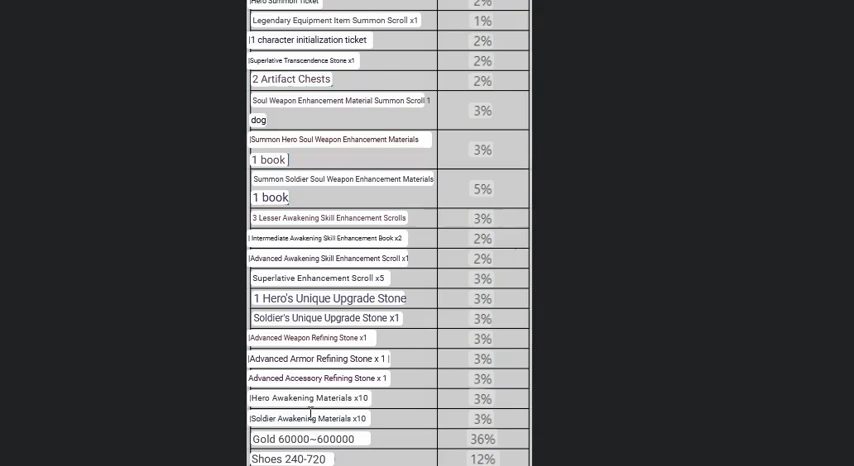 Hero Summon Ticket 2%
Legendary Equipment Item Summon Scroll x1 1%
1 character initialization ticket 2%
Superlative Transcendence Stone x1 2%
2 Artifact Chests 2%
Soul Weapon Enhancement Material Summon Scroll 1
dog 3%
Summon Hero Soul Weapon Enhancement Materials
1 book 3%
Summon Soldier Soul Weapon Enhancement Materials
1 book 5%
3 Lesser Awakening Skill Enhancement Scrolls 3%
Intermediate Awakening Skill Enhancement Book x2 2%
Advanced Awakening Skill Enhancement Scroll x1 2%
Superlative Enhancement Scroll x5 3%
1 Hero's Unique Upgrade Stone 3%
Soldier's Unique Upgrade Stone x1 3%
Advanced Weapon Refining Stone x1 3%
Advanced Armor Refining Stone x 1 3%
Advanced Accessory Refining Stone x 1 3%
Hero Awakening Materials x10 3%
Soldier Awakening Materials x10 3%
Gold 60000~600000 36%
Shoes 240-720 12%